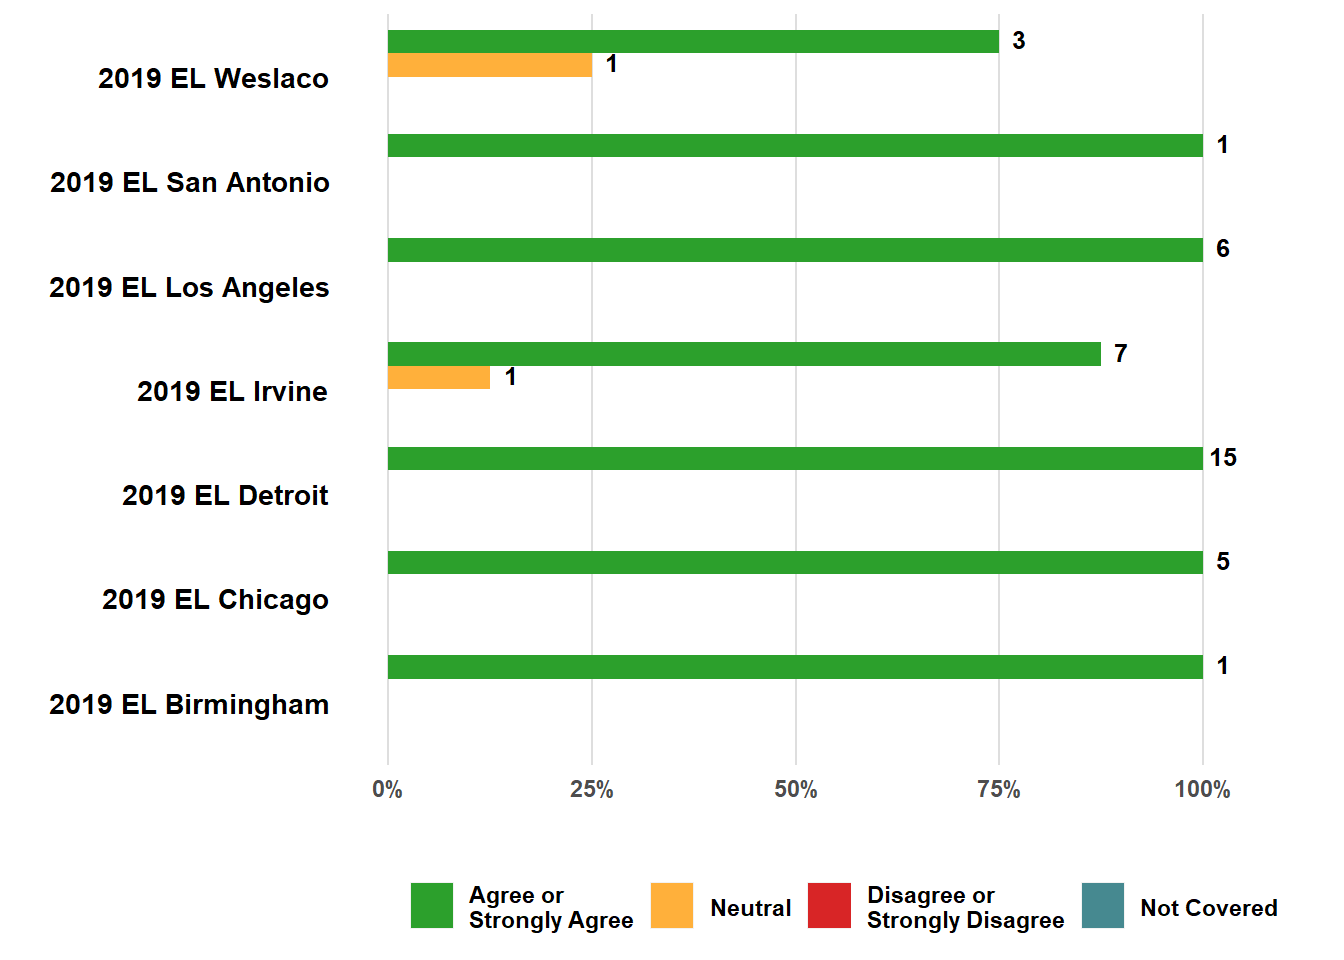 3
1
2019 EL Weslaco
1
2019 EL San Antonio
6
2019 EL Los Angeles
7
1
2019 EL Irvine
15
2019 EL Detroit
5
2019 EL Chicago
1
2019 EL Birmingham
0% 25% 50% 75% 100%
Agree or
Strongly Agree
Neutral
Disagree or
Strongly Disagree
Not Covered